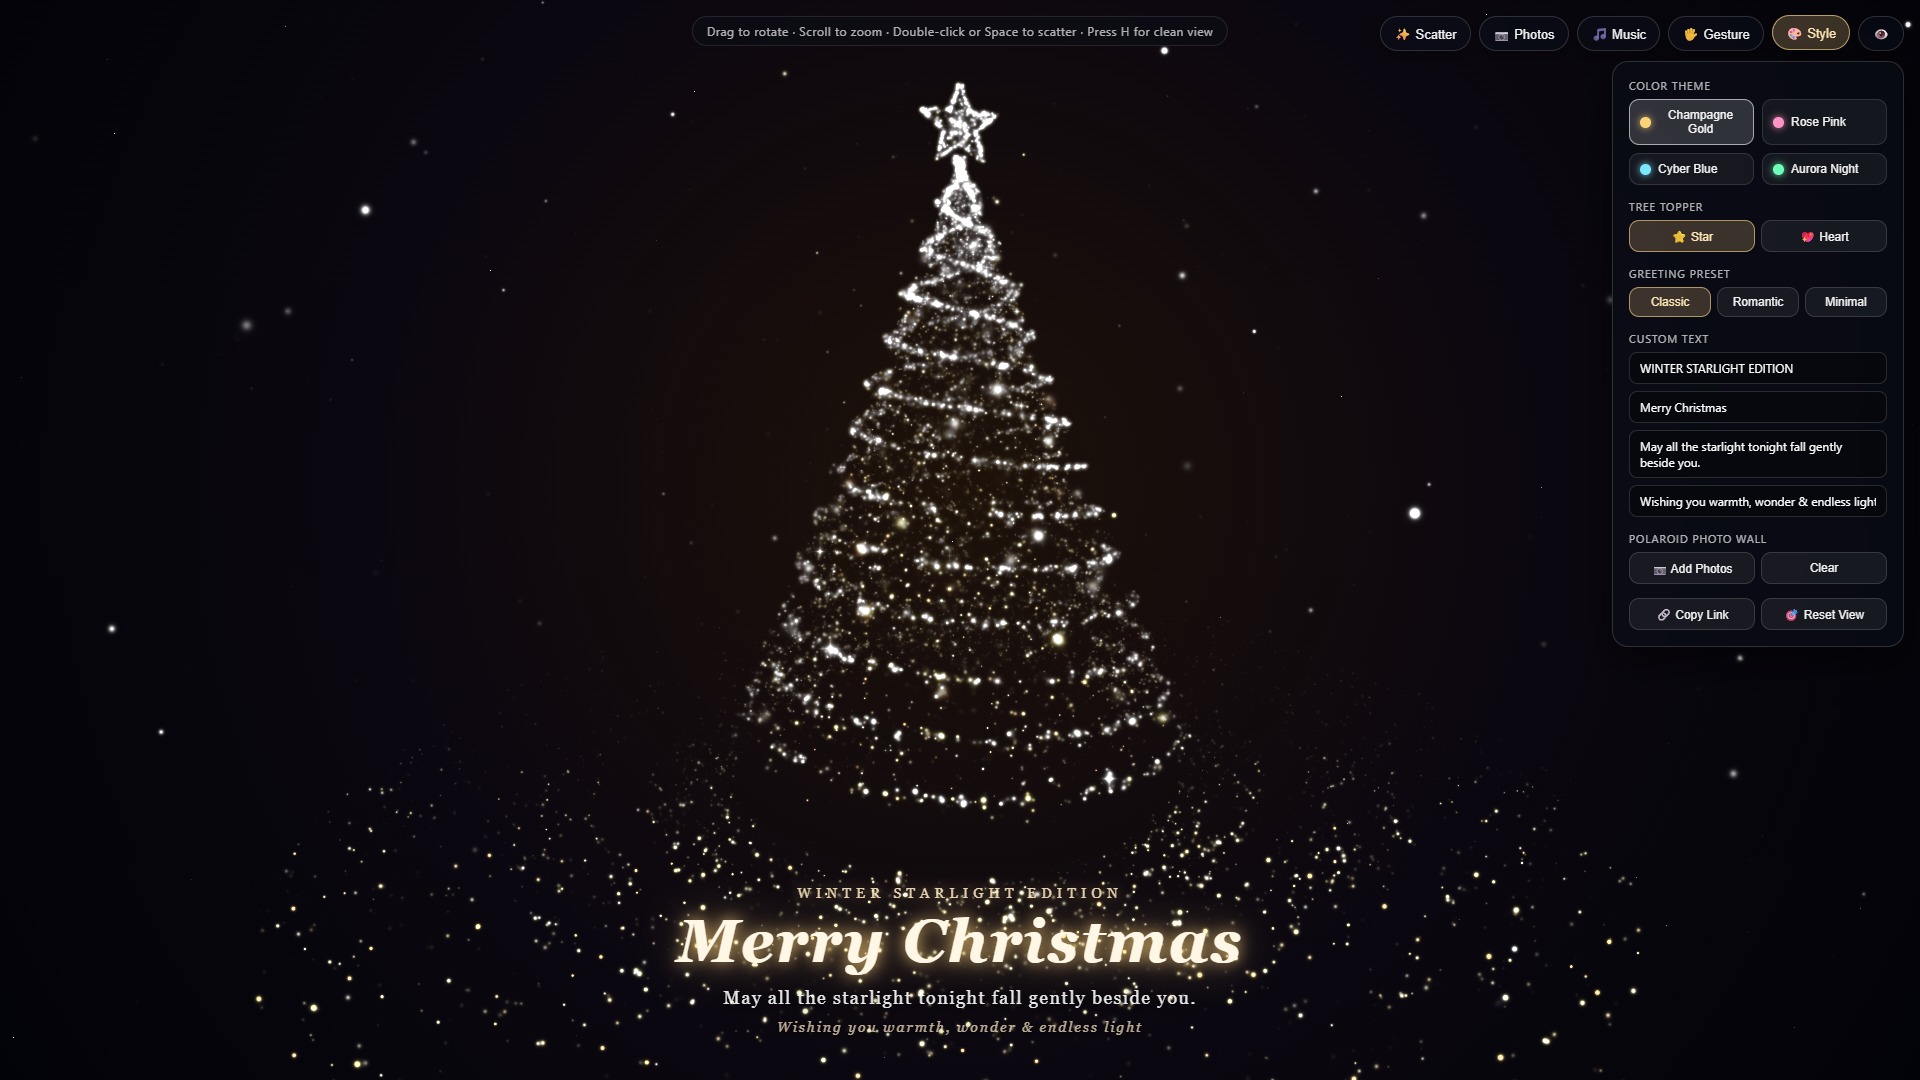 Drag to rotate · Scroll to zoom · Double-click or Space to scatter · Press H for clean view
Scatter
Photos
Music
Gesture
Style
COLOR THEME
Champagne
Gold
Rose Pink
Cyber Blue
Aurora Night
TREE TOPPER
Star
Heart
GREETING PRESET
Classic
Romantic
Minimal
CUSTOM TEXT
WINTER STARLIGHT EDITION
Merry Christmas
May all the starlight tonight fall gently
beside you.
Wishing you warmth, wonder & endless light
POLAROID PHOTO WALL
Add Photos
Clear
Copy Link
Reset View
WINTER STARLIGHT EDITION
Merry Christmas
May all the starlight tonight fall gently beside you.
Wishing you warmth, wonder & endless light